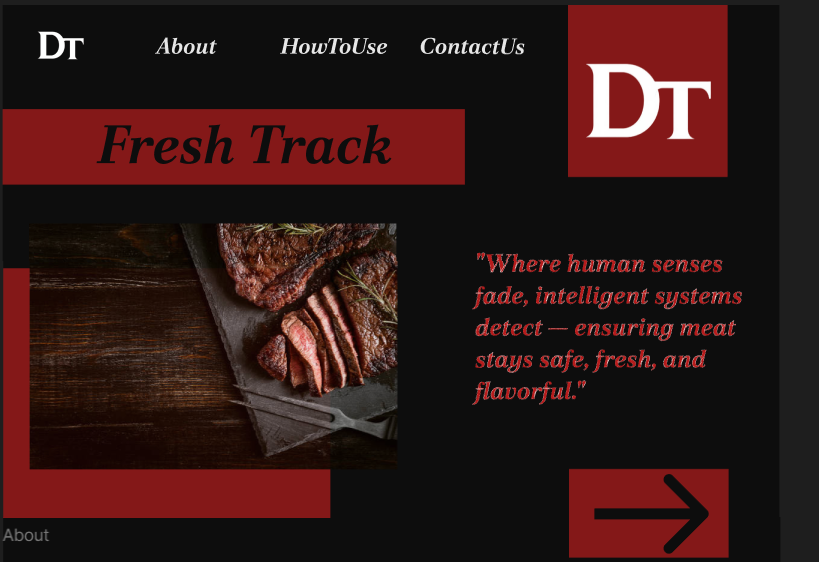 DT About HowToUse ContactUs
DT
Fresh Track
"Where human senses
fade, intelligent systems
detect — ensuring meat
stays safe, fresh, and
flavorful."
About